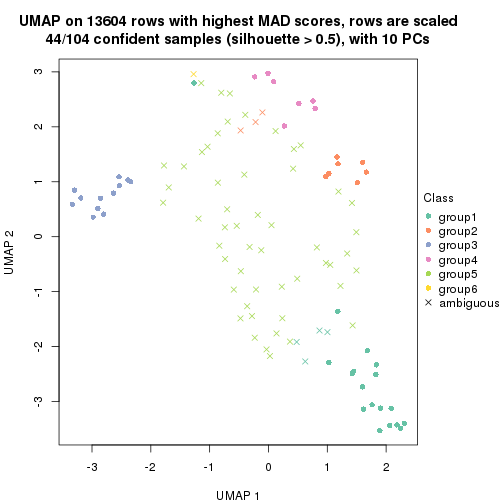 UMAP on 13604 rows with highest MAD scores, rows are scaled
44/104 confident samples (silhouette > 0.5), with 10 PCs
3
2
1
0
-1
-2
-3
UMAP 2
-3
-2
-1
0
1
2
UMAP 1
Class
group1
group2
group3
group4
group5
group6
ambiguous